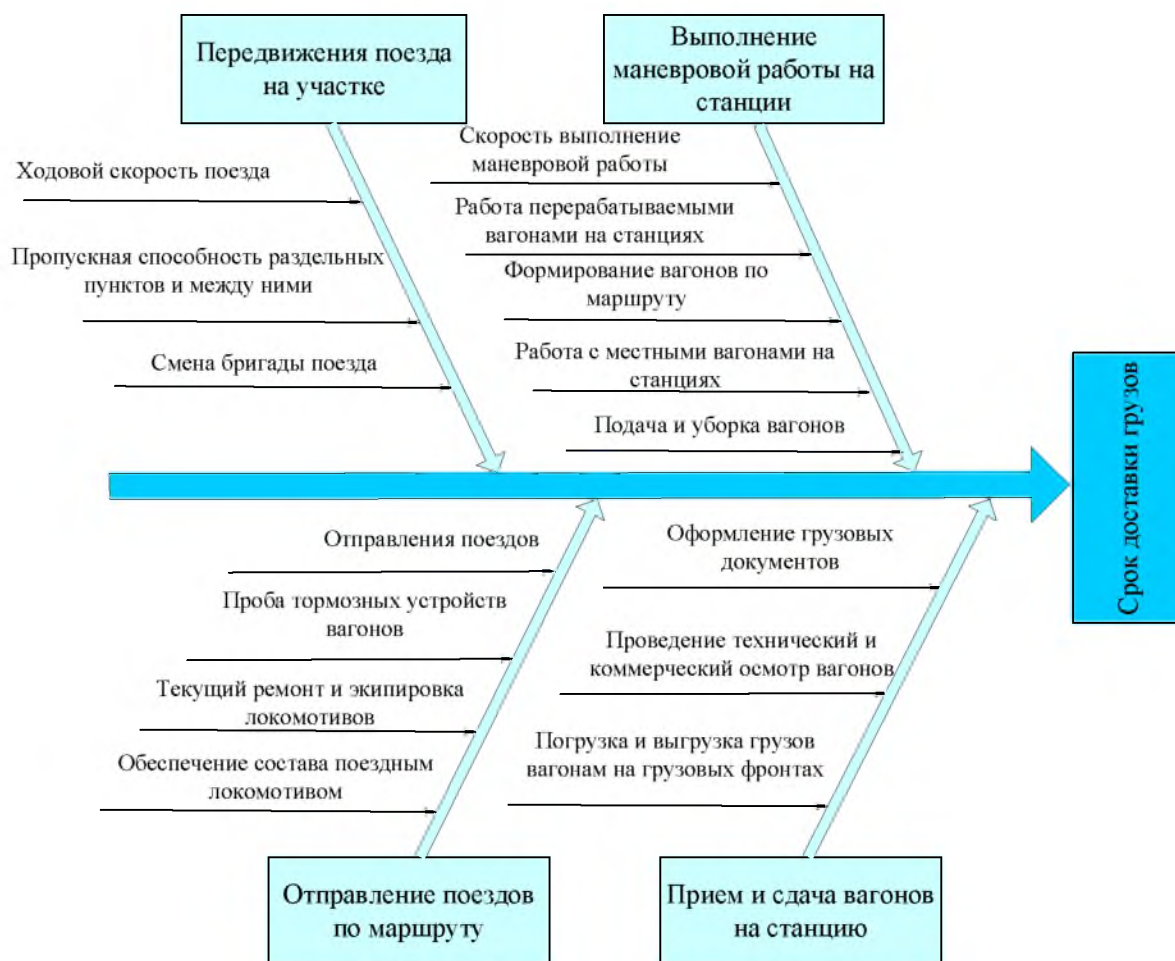 Передвижения поезда
на участке
Выполнение
маневровой работы на
станции
Ходовой скорость поезда
Пропускная способность раздельных
пунктов и между ними
Смена бригады поезда
Скорость выполнение
маневровой работы
Работа перерабатываемыми
вагонами на станциях
Формирование вагонов по
маршруту
Работа с местными вагонами на
станциях
Подача и уборка вагонов
Срок доставки грузов
Отправления поездов
Проба тормозных устройств
вагонов
Текущий ремонт и экипировка
локомотивов
Обеспечение состава поездным
локомотивом
Оформление грузовых
документов
Проведение технический и
коммерческий осмотр вагонов
Погрузка и выгрузка грузов
вагонам на грузовых фронтах
Отправление поездов
по маршруту
Прием и сдача вагонов
на станцию